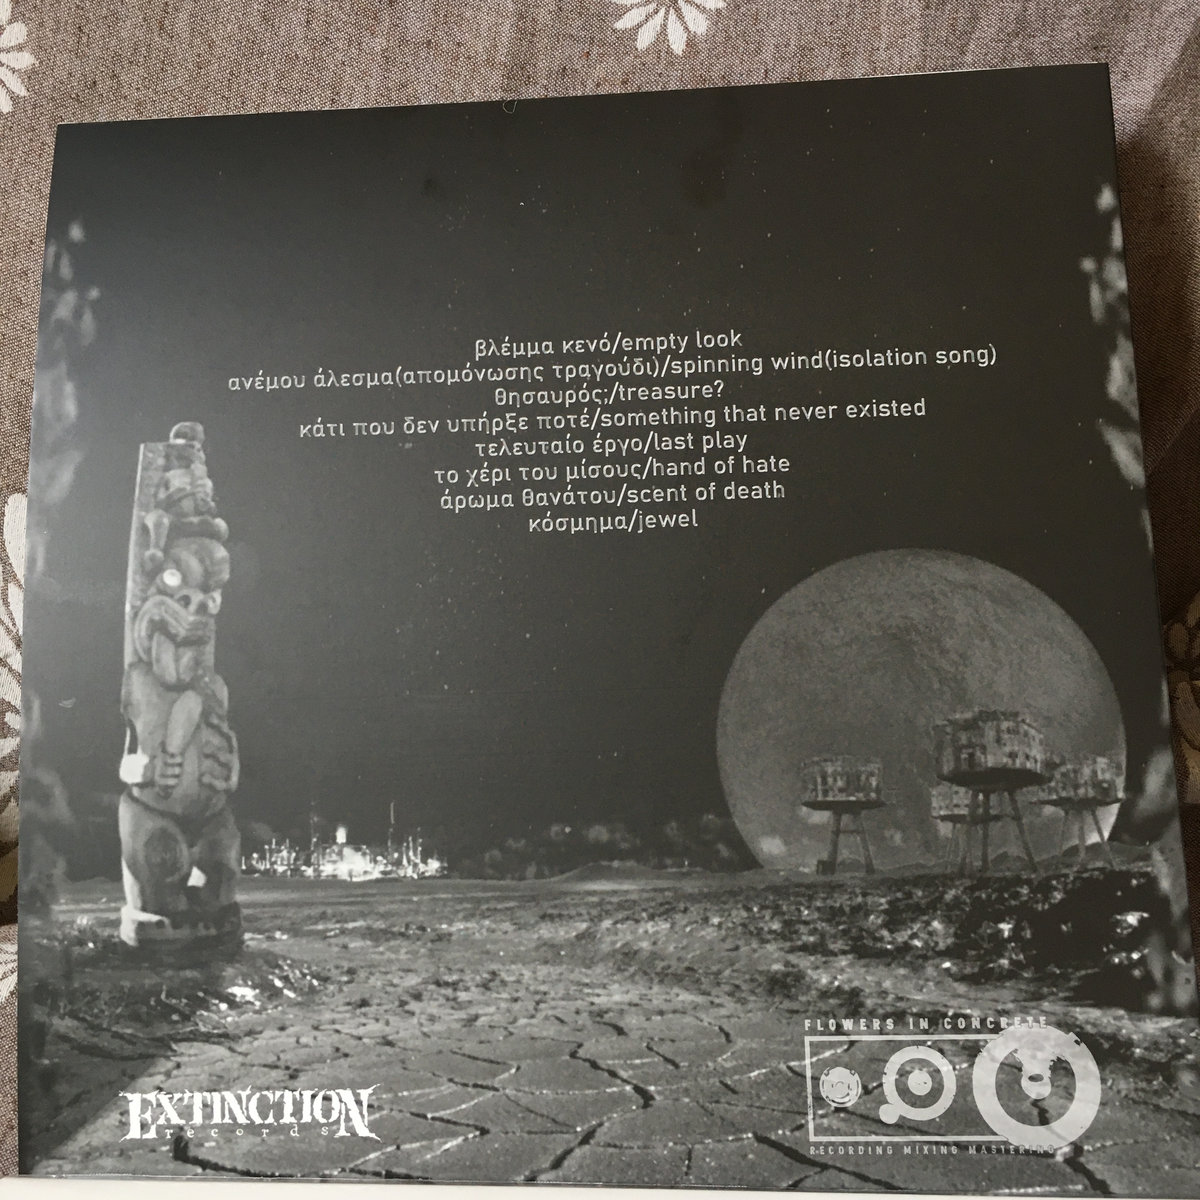 βλέμμα κενό/empty look
ανέμου άλεσμα(απομόνωσης τραγούδι)/spinning wind(isolation song)
θησαυρός;/treasure?
κάτι που δεν υπήρξε ποτέ/something that never existed
τελευταίο έργο/last play
το χέρι του μίσους/hand of hate
άρωμα θανάτου/scent of death
κόσμημα/jewel
FLOWERS IN CONCRETE
EXTINCTION
records
RECORDING MIXING MASTERING